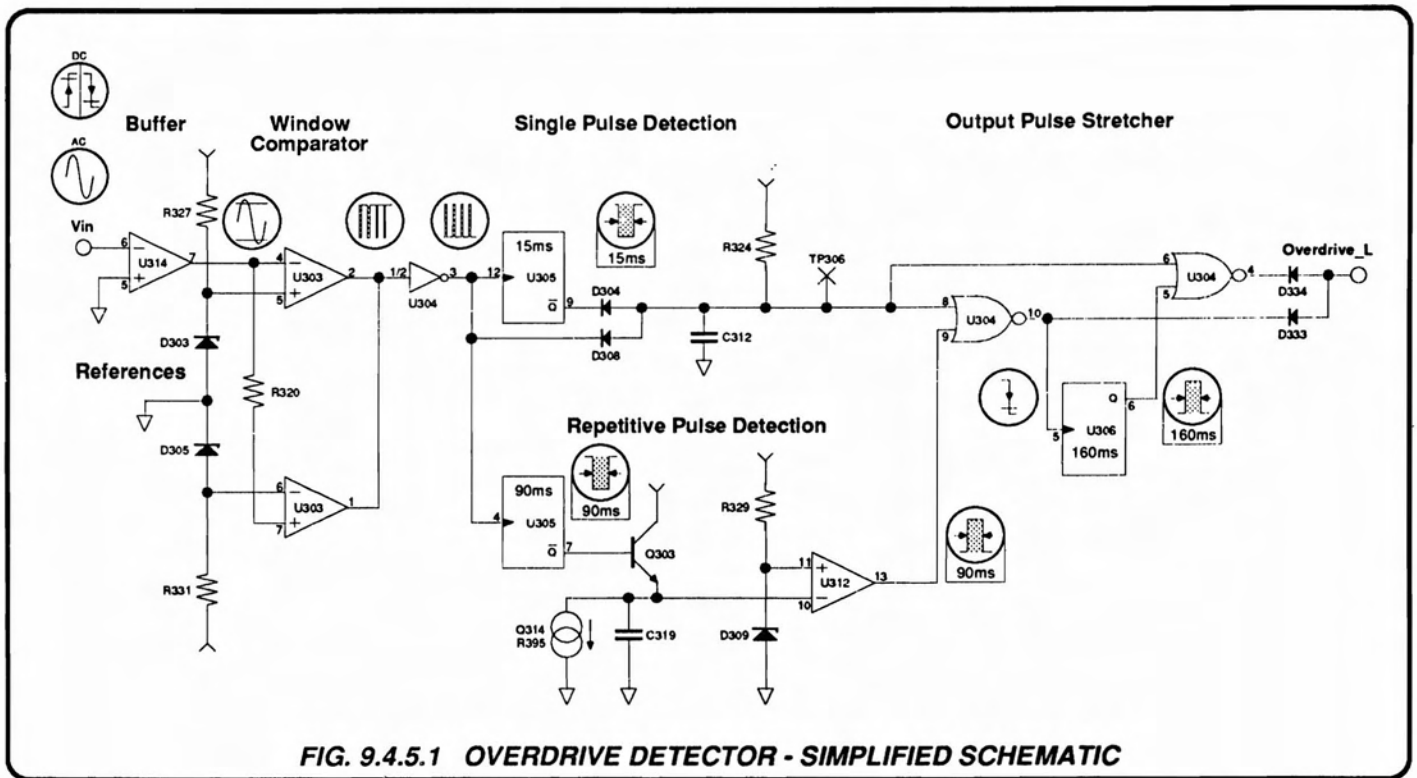 DC
AC
Buffer
Window
Comparator
Single Pulse Detection
Output Pulse Stretcher
R327
Vin
6
5
U314
7
4
5
U303
2
1/2
U304
3
12
15ms
U305
Q
9
15ms
D304
D308
R324
TP306
C312
8
9
U304
10
6
5
U304
4
Overdrive_L
D334
D333
D303
References
R320
D305
6
7
U303
1
R331
Repetitive Pulse Detection
90ms
U305
4
Q
7
90ms
Q303
Q314
R395
C319
R329
D309
11
10
U312
13
90ms
5
Q
6
U306
160ms
160ms
FIG. 9.4.5.1 OVERDRIVE DETECTOR - SIMPLIFIED SCHEMATIC